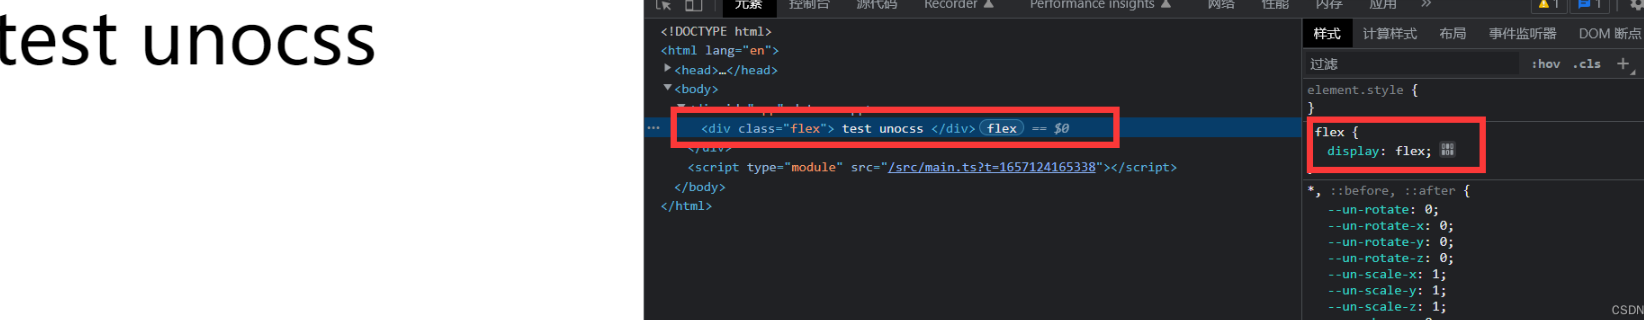 test unocss
元素 控制台 源代码 Recorder Performance insights 网络 性能 内存 应用 » 1 1
<!DOCTYPE html>
<html lang="en">
<head>…</head>
<body>
<div class="flex"> test unocss </div> flex == $0
</div>
<script type="module" src="/src/main.ts?t=1657124165338"></script>
</body>
</html>
样式 计算样式 布局 事件监听器 DOM 断点
过滤 :hov .cls +
element.style {
}
flex {
display: flex;
}
*, ::before, ::after {
--un-rotate: 0;
--un-rotate-x: 0;
--un-rotate-y: 0;
--un-rotate-z: 0;
--un-scale-x: 1;
--un-scale-y: 1;
--un-scale-z: 1;
CSDN